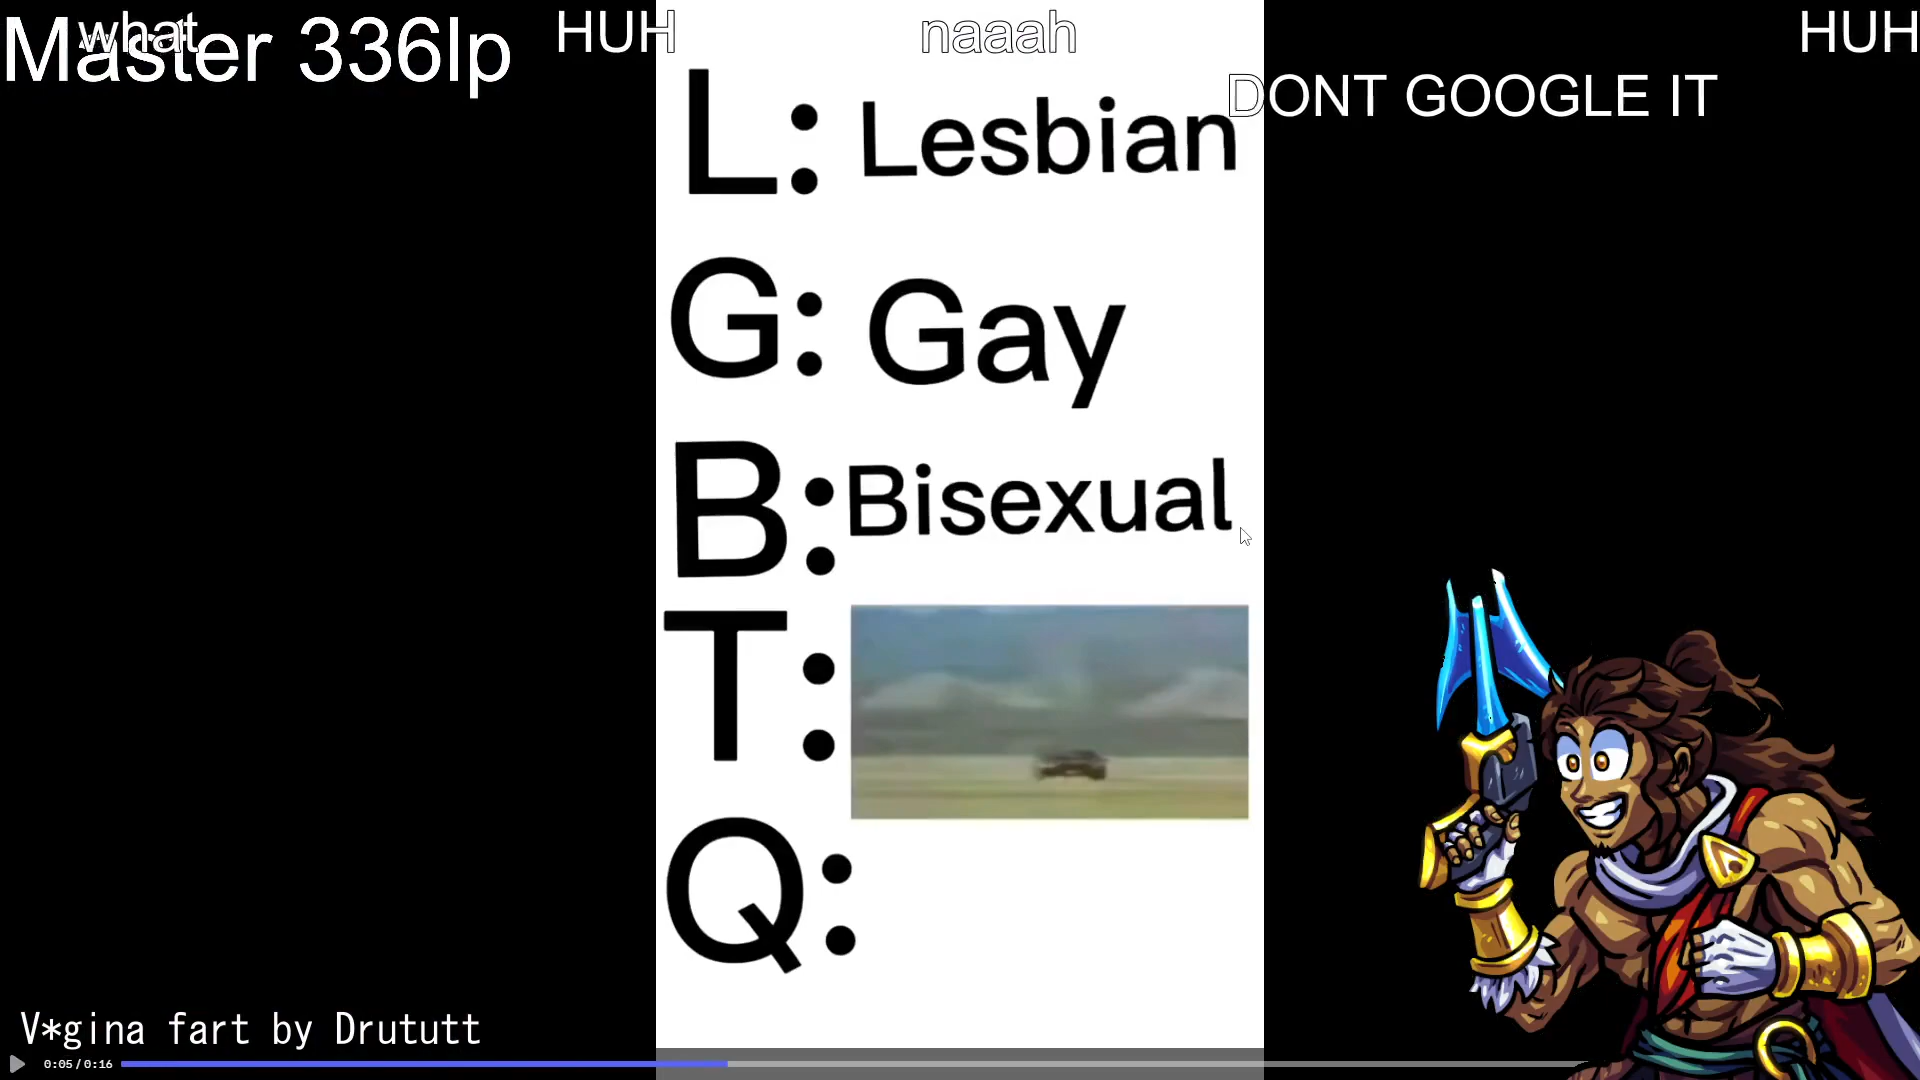 Master 336lp
what
HUH
naaah
HUH
DONT GOOGLE IT
L: Lesbian
G: Gay
B: Bisexual
T:
Q:
V*gina fart by Drututt
0:05 / 0:16